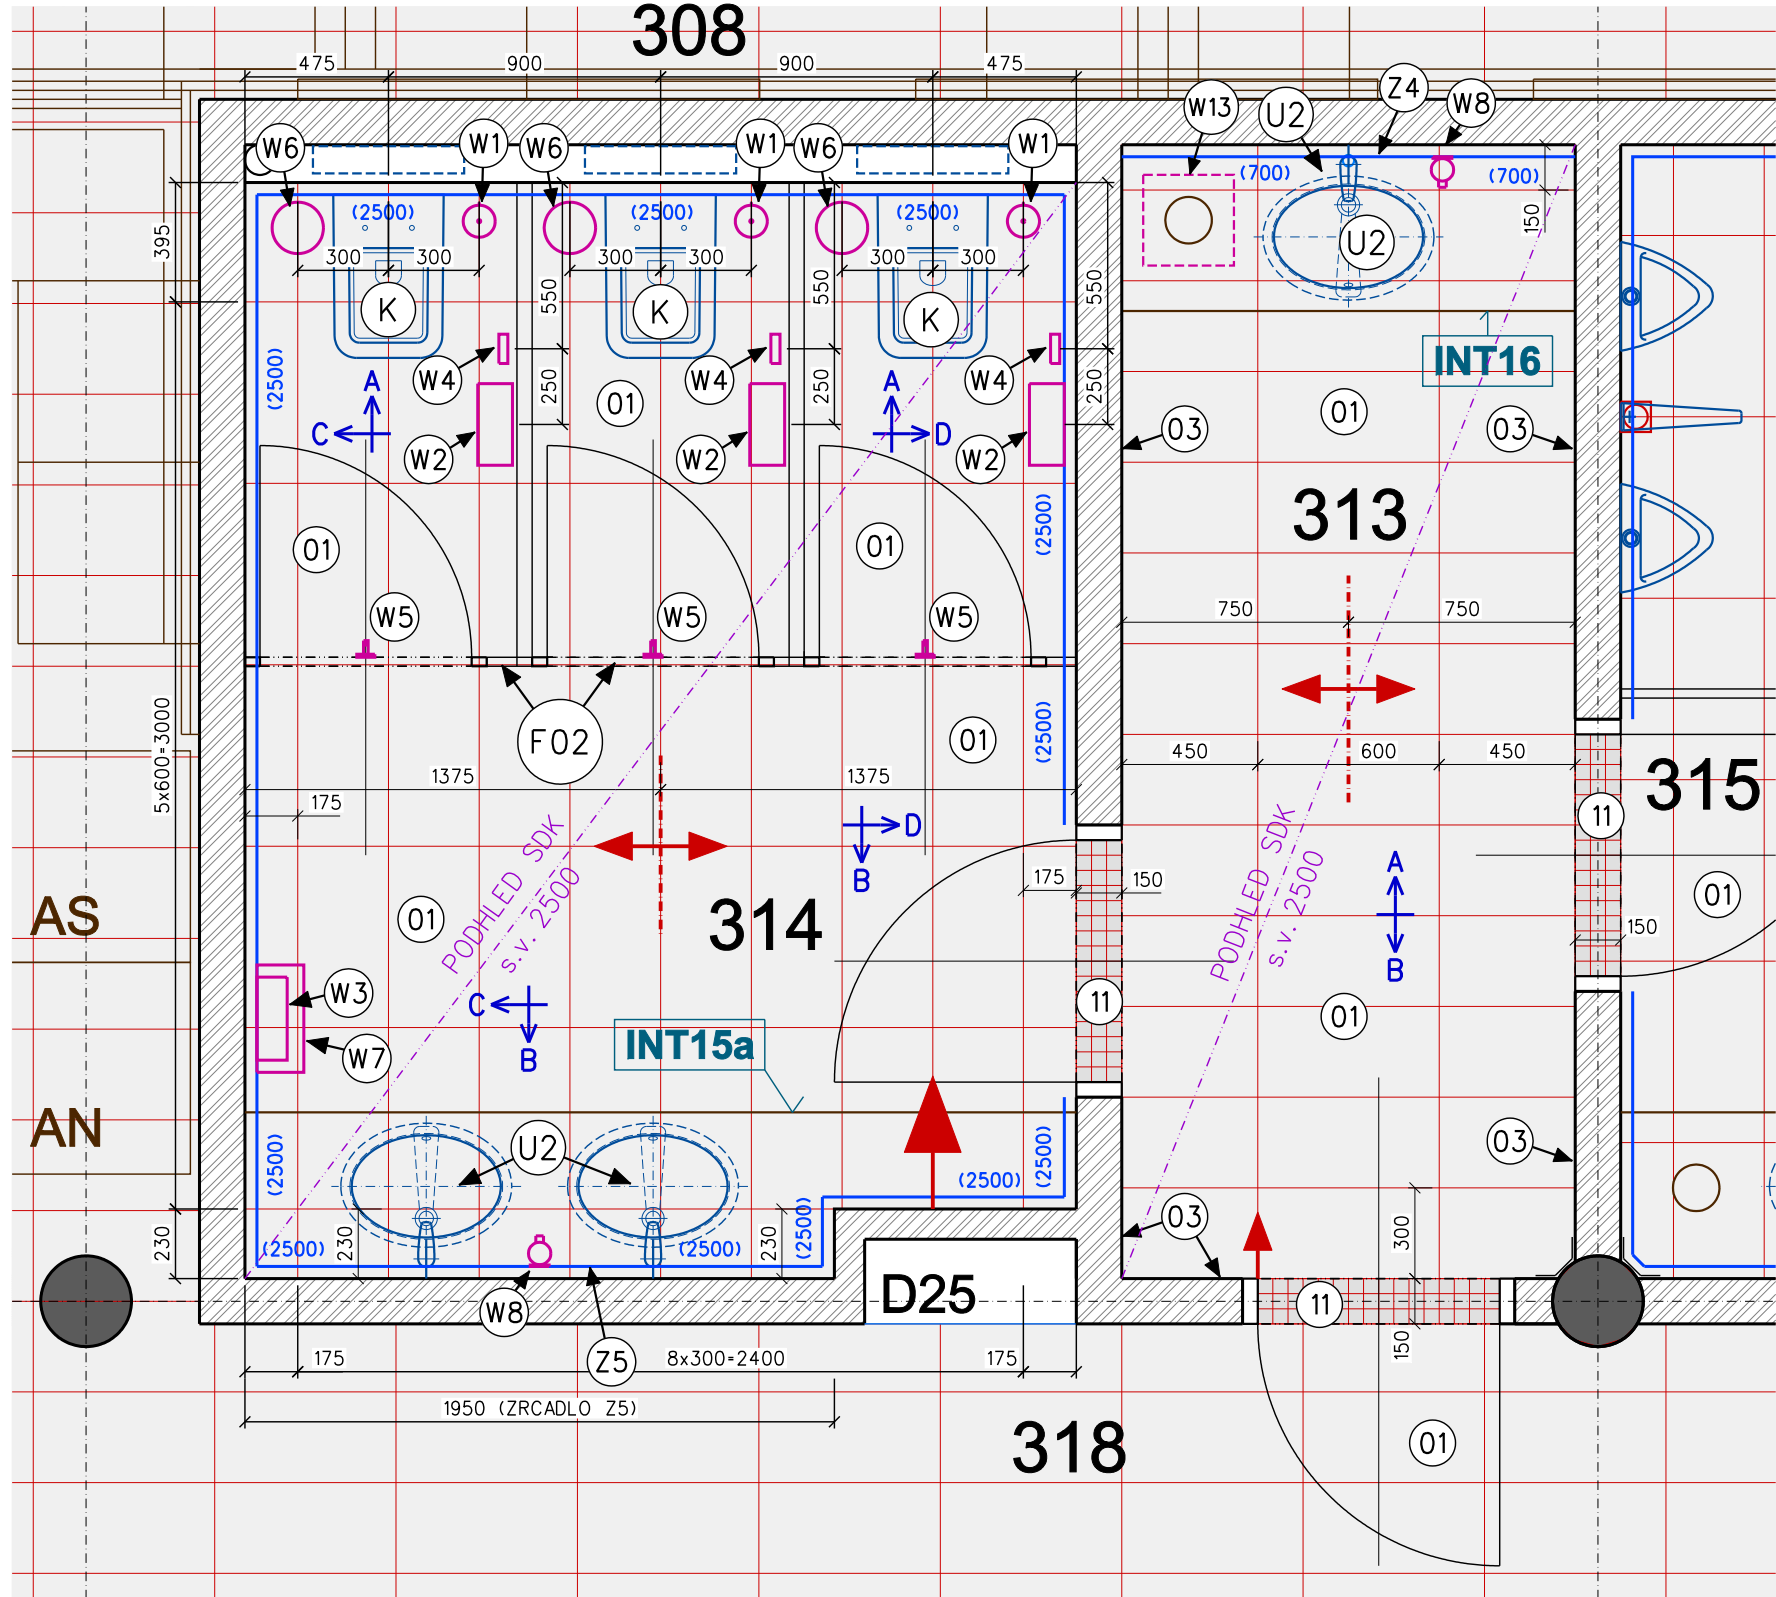 308
475 900 900 475
W6 W1 W6 W1 W6 W1
W13 U2 Z4 W8
(700) (700)
(2500) (2500) (2500)
300 300 300 300 300 300
K K K
U2
150
395
550 550 550
W4 W4 W4
(2500)
250 250 250
A A
C D
01
W2 W2 W2
INT16
01
03 03
313
01 01
(2500)
W5 W5 W5
750 750
F02
01
(2500)
5x600=3000
1375 1375
175
450 600 450
315
11
PODHLED SDK
s.v. 2500
D
B
A
B
PODHLED SDK
s.v. 2500
175 150
01
150
AS
01
314
W3
C
B
11
01
W7
INT15a
AN
U2
03
(2500) (2500)
(2500)
03
(2500)
230 230 230
(2500) (2500)
300
W8
D25
11
150
Z5
175 8x300=2400 175
1950 (ZRCADLO Z5)
318
01